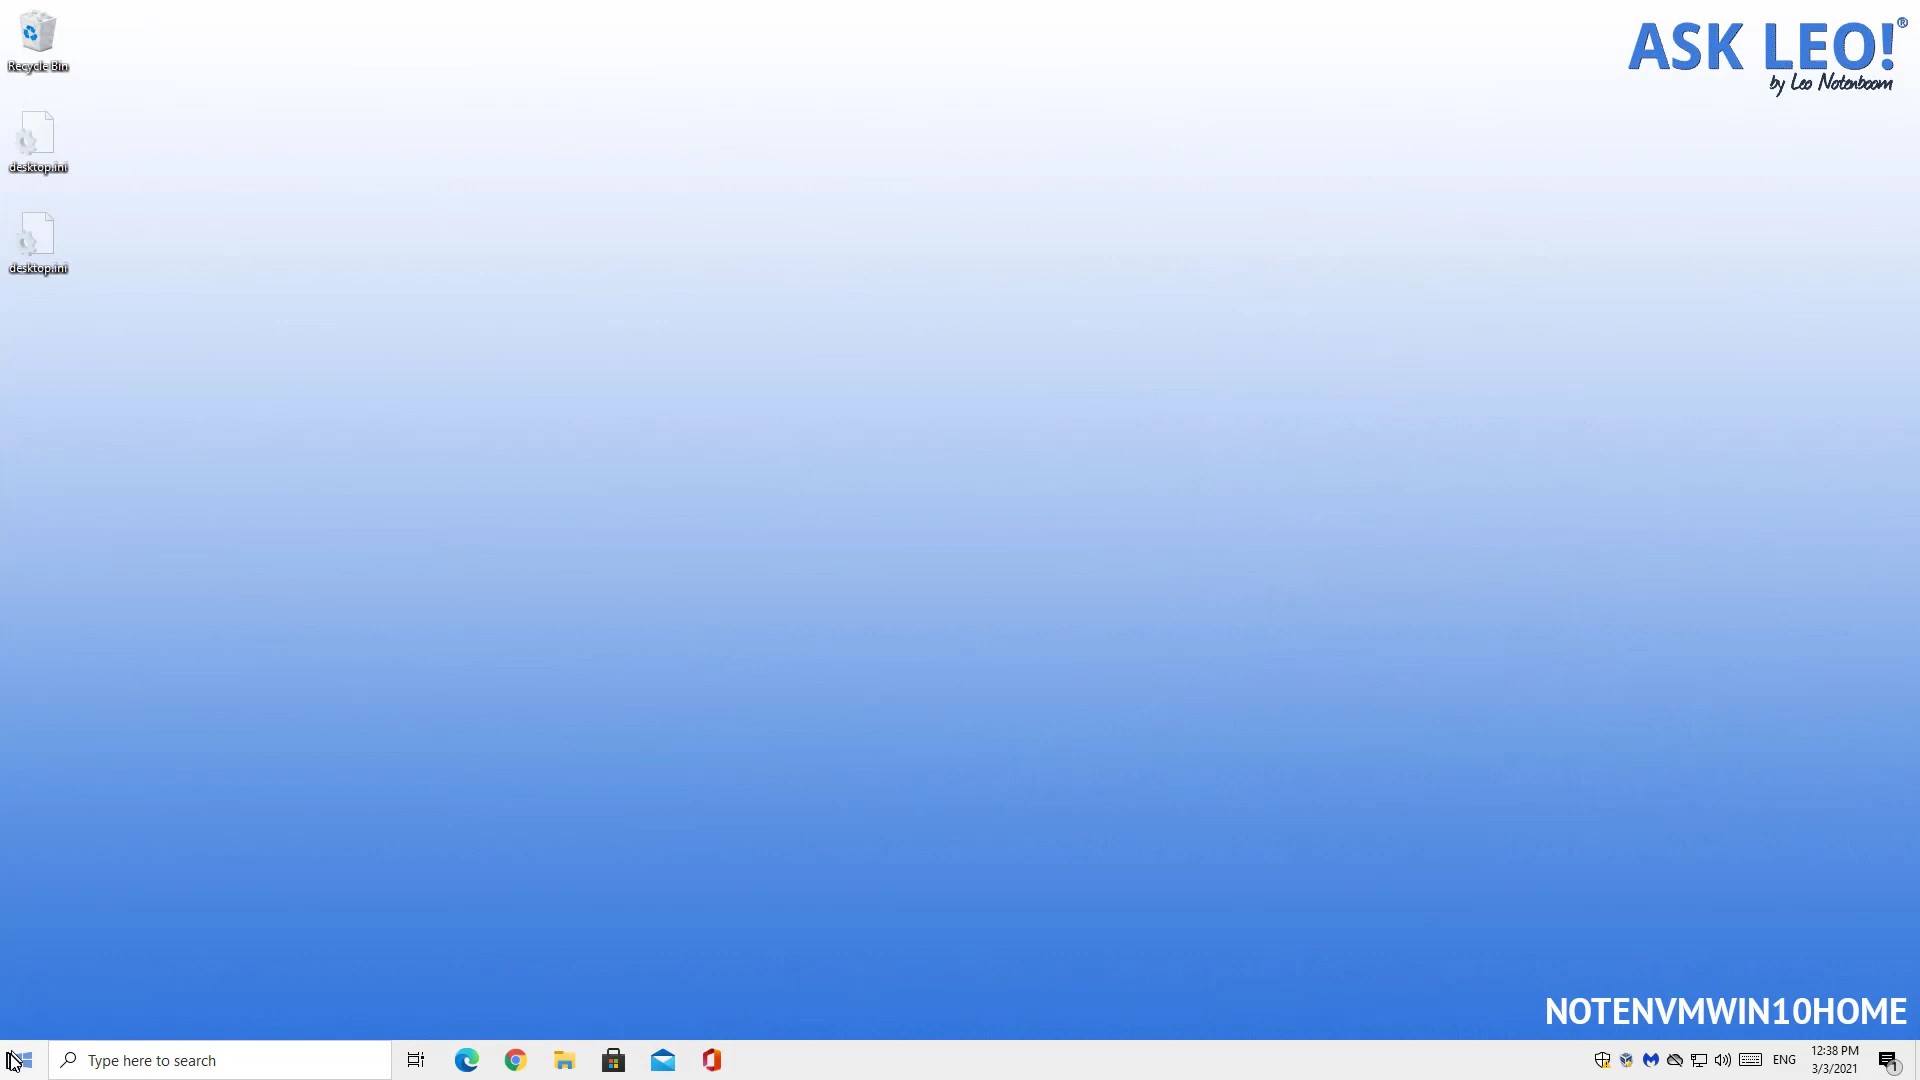 Recycle Bin
ASK LEO!®
by Leo Notenboom
desktop.ini
desktop.ini
NOTENVMWIN10HOME
Type here to search
ENG
12:38 PM
3/3/2021
1